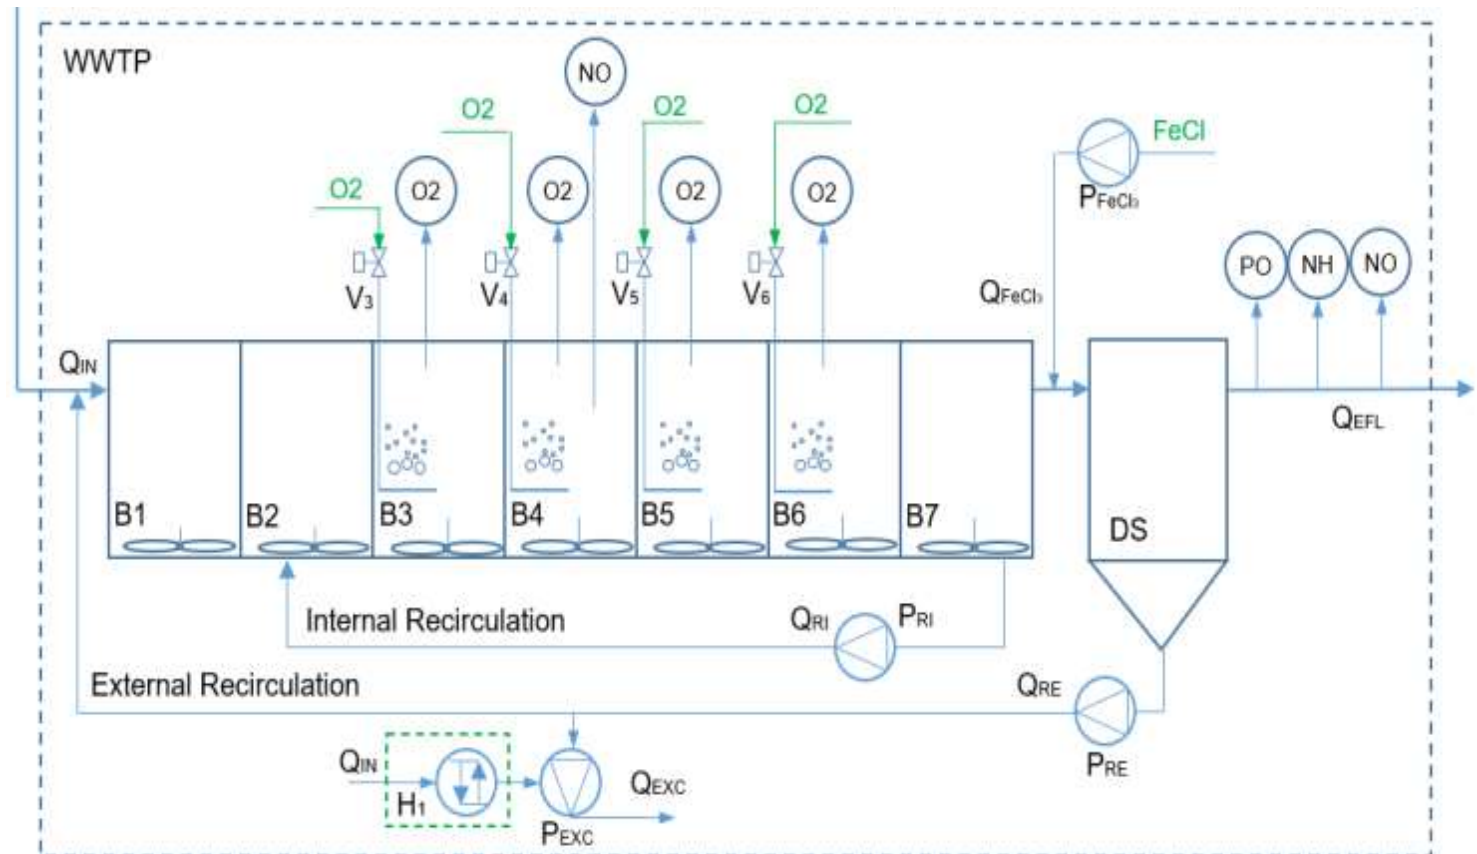 WWTP
NO
O2
O2
O2
O2
O2
O2
O2
O2
FeCl
PFeCl3
V3
V4
V5
V6
QFeCl3
PO
NH
NO
QIN
QEFL
B1
B2
B3
B4
B5
B6
B7
DS
Internal Recirculation
QRI
PRI
External Recirculation
QRE
PRE
QIN
H1
QEXC
PEXC